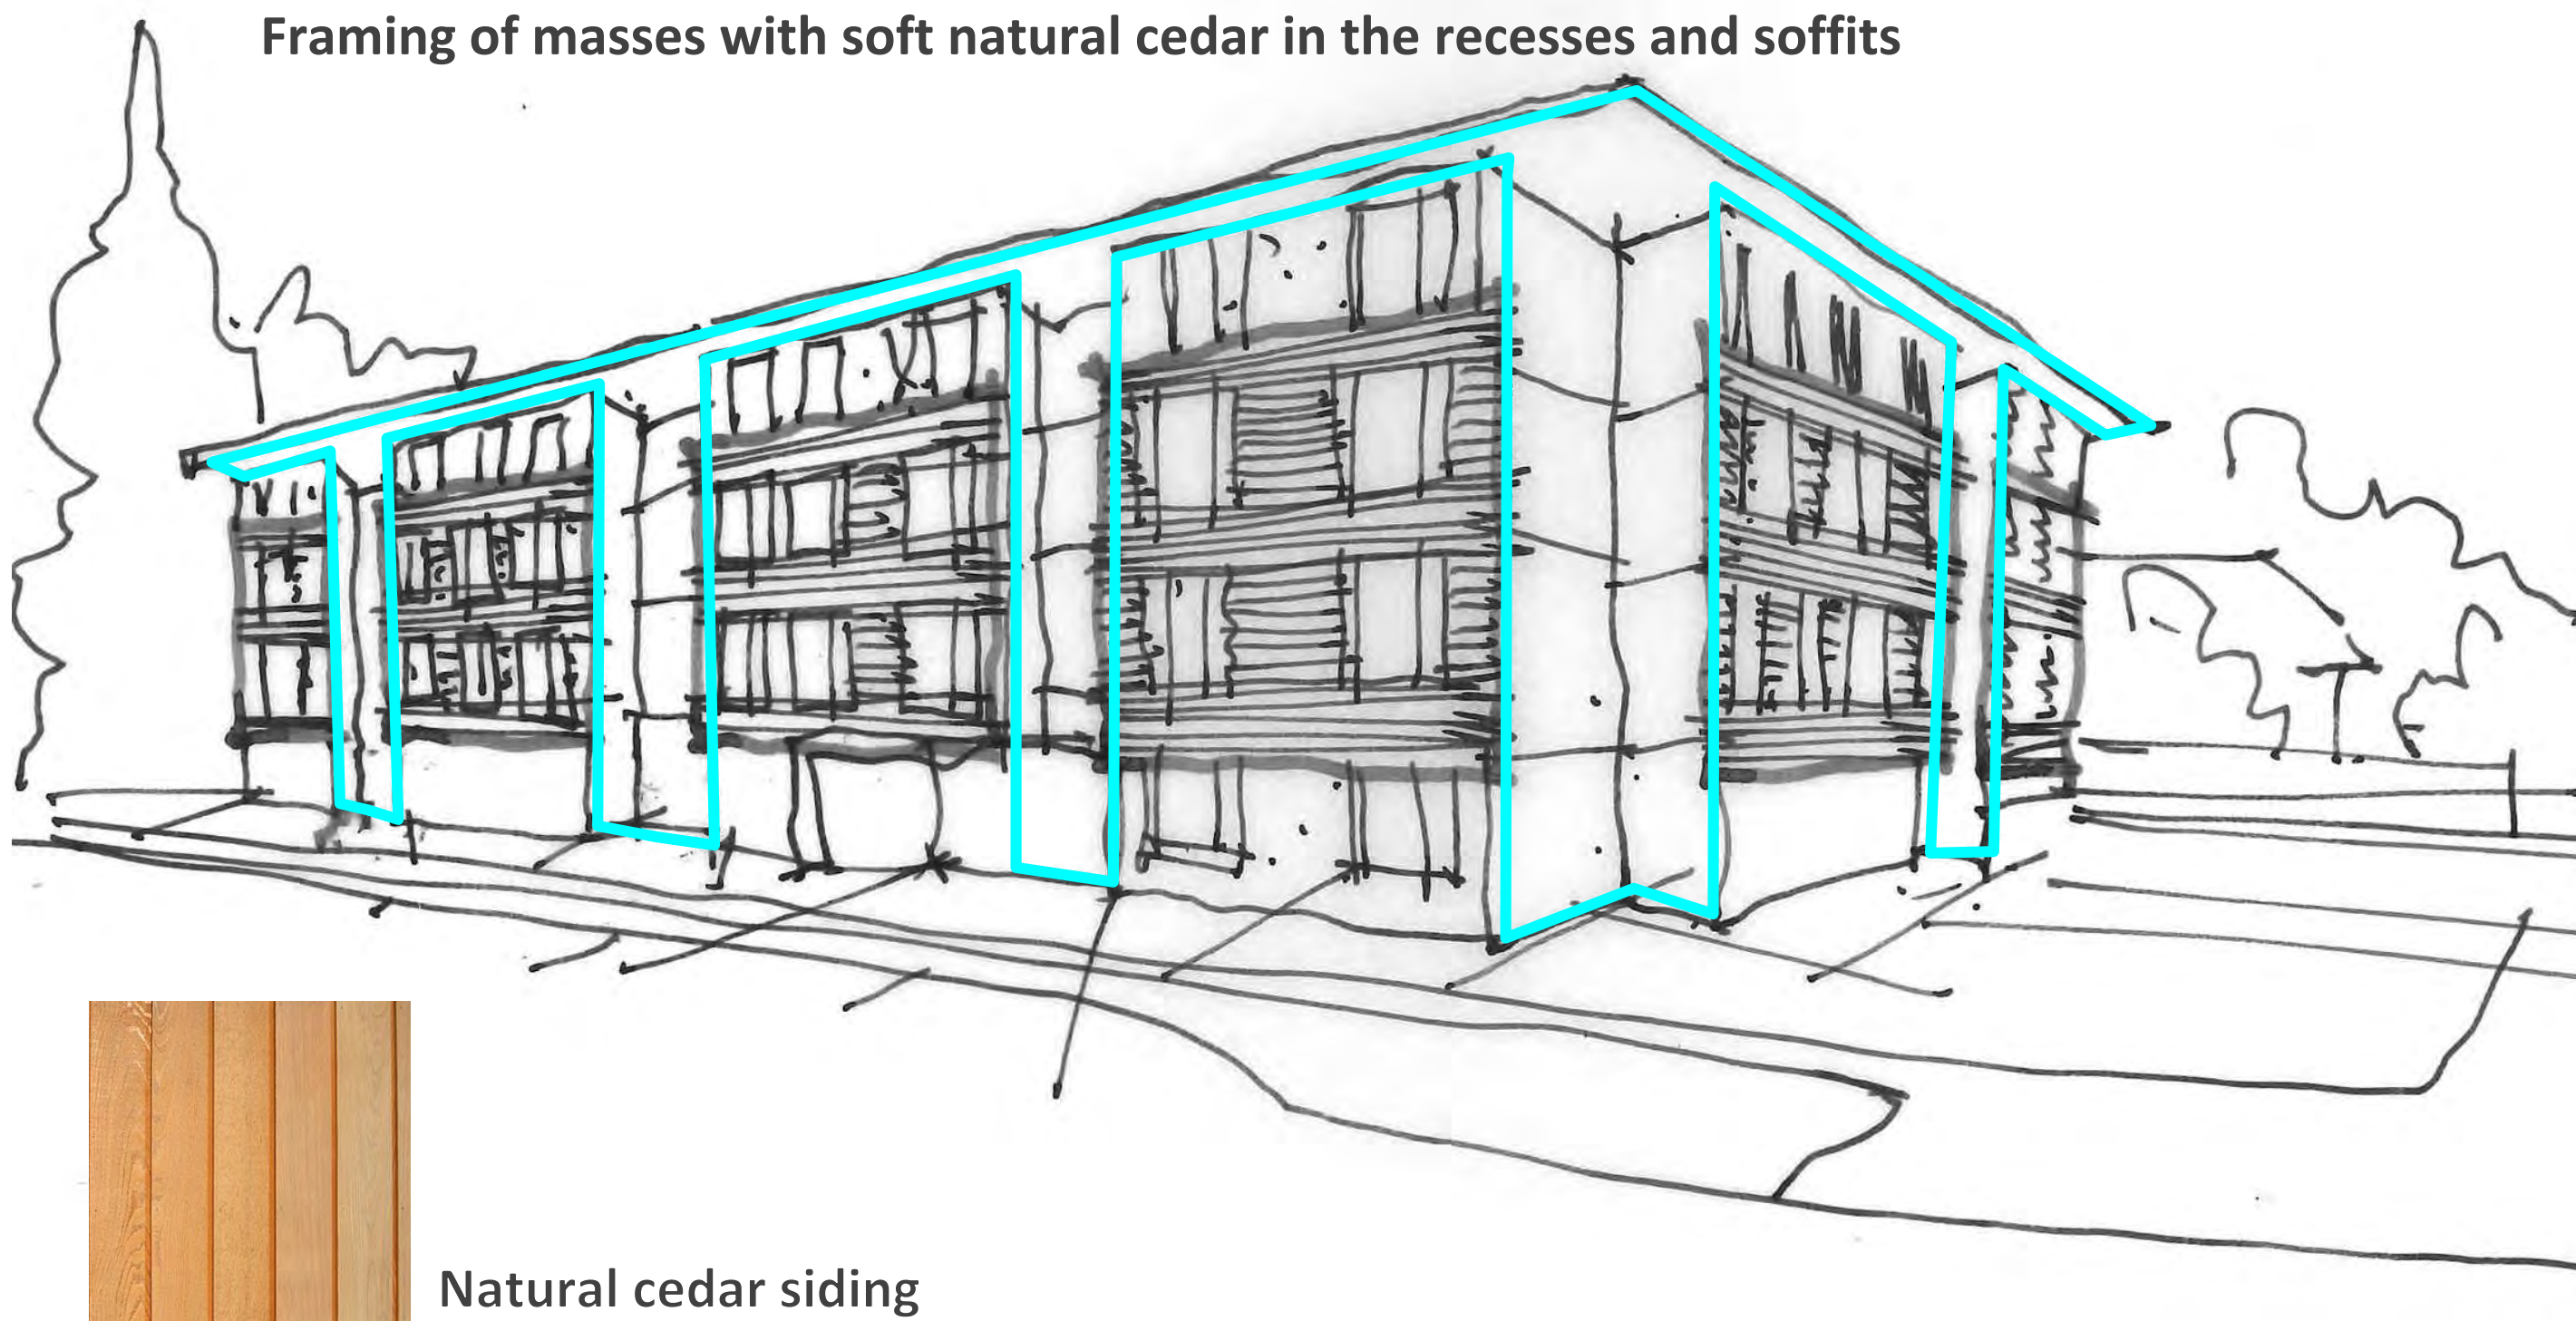 Framing of masses with soft natural cedar in the recesses and soffits
Natural cedar siding